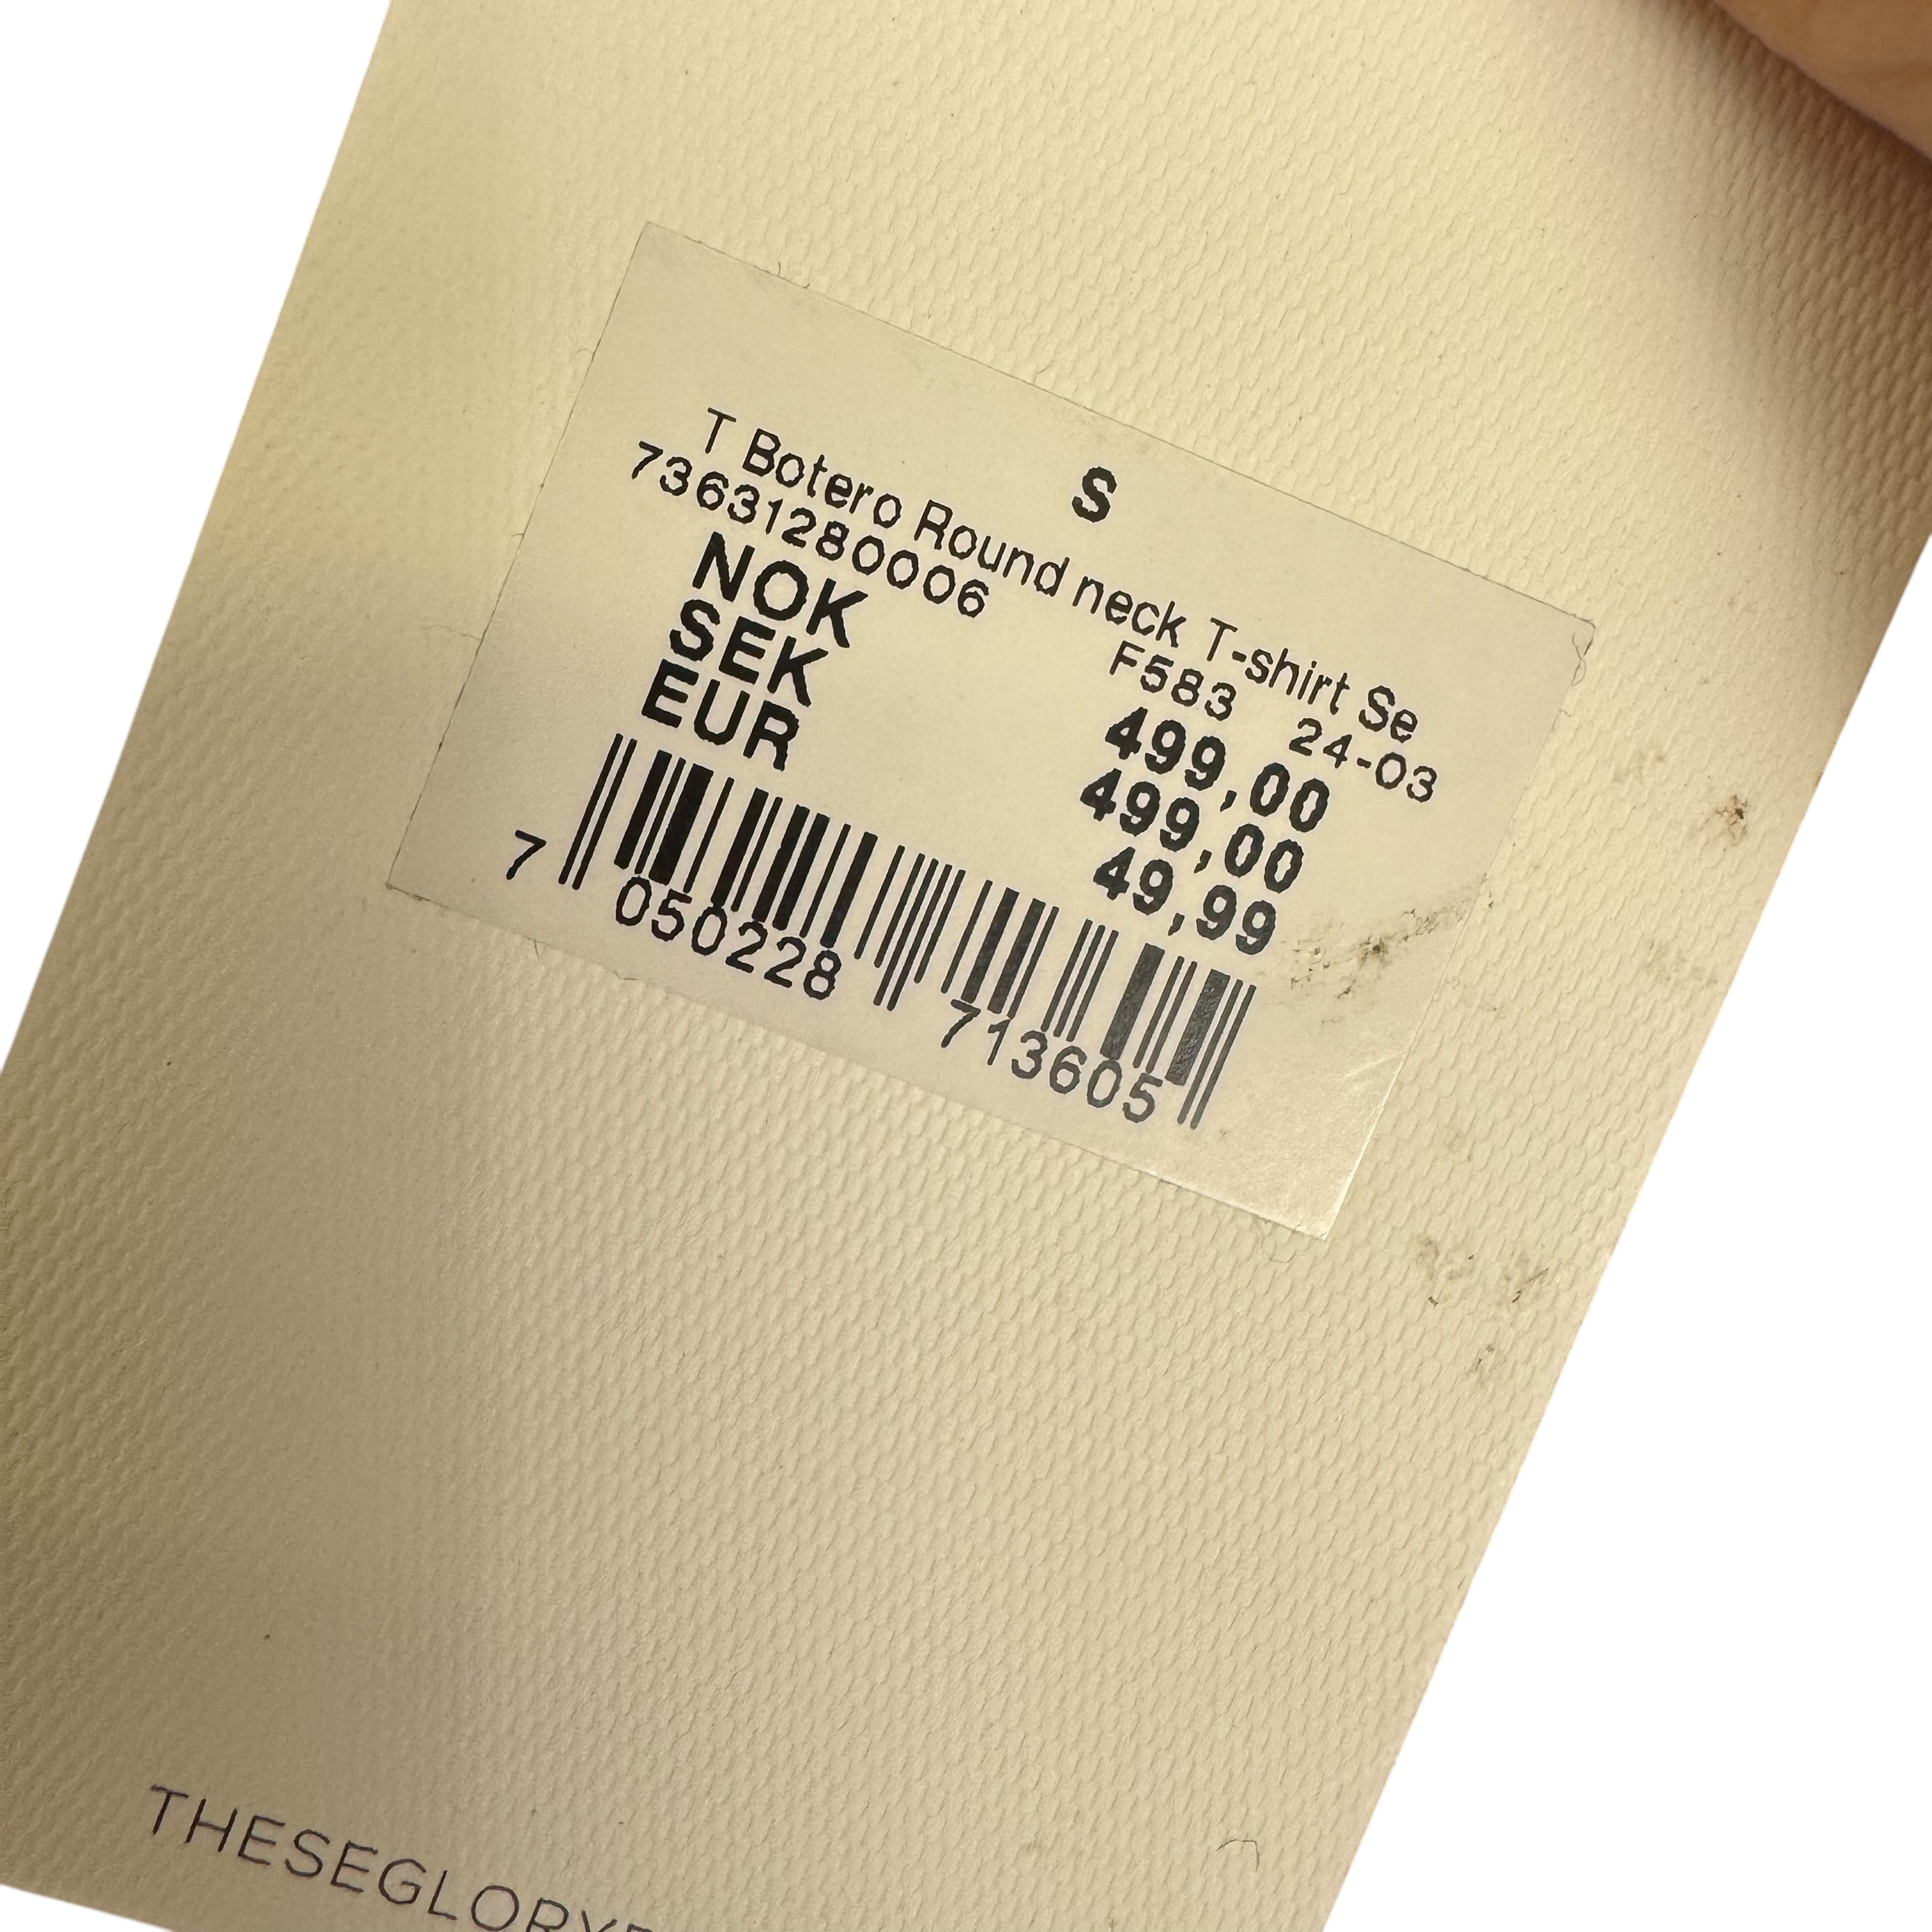 S
T Botero Round neck T-shirt Se
73631280006 F583 24-03
NOK 499,00
SEK 499,00
EUR 49,99
7 050228 713605